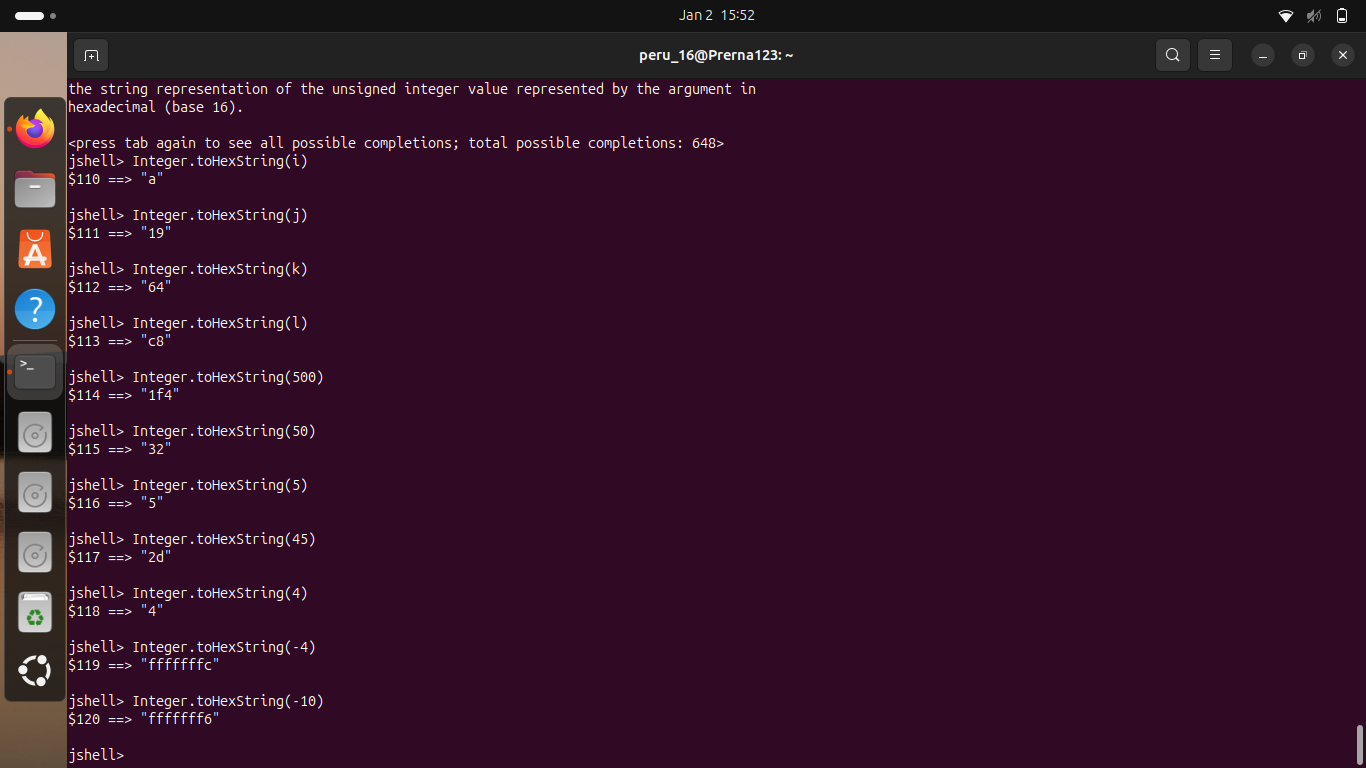 Jan 2 15:52
peru_16@Prerna123: ~
the string representation of the unsigned integer value represented by the argument in
hexadecimal (base 16).
<press tab again to see all possible completions; total possible completions: 648>
jshell> Integer.toHexString(i)
$110 ==> "a"
jshell> Integer.toHexString(j)
$111 ==> "19"
jshell> Integer.toHexString(k)
$112 ==> "64"
jshell> Integer.toHexString(l)
$113 ==> "c8"
jshell> Integer.toHexString(500)
$114 ==> "1f4"
jshell> Integer.toHexString(50)
$115 ==> "32"
jshell> Integer.toHexString(5)
$116 ==> "5"
jshell> Integer.toHexString(45)
$117 ==> "2d"
jshell> Integer.toHexString(4)
$118 ==> "4"
jshell> Integer.toHexString(-4)
$119 ==> "fffffffc"
jshell> Integer.toHexString(-10)
$120 ==> "fffffff6"
jshell>